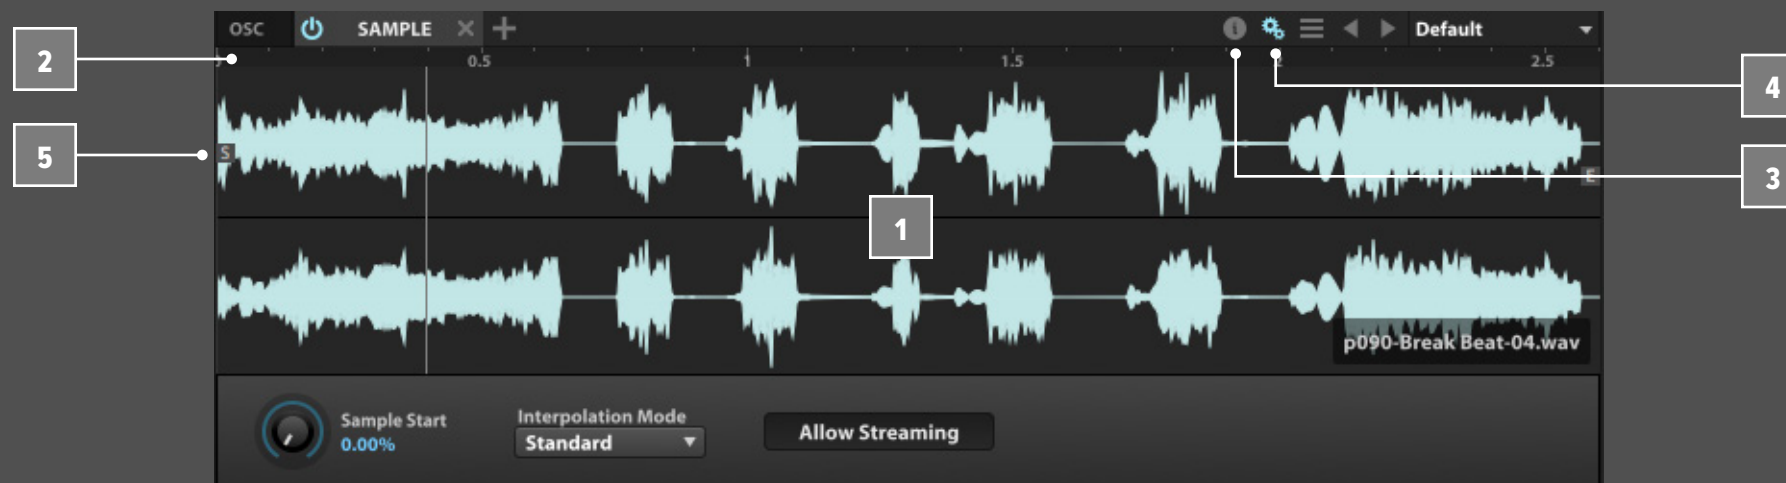 OSC SAMPLE Default
2
0.5 1 1.5 2 2.5
4
5
S
3
E
1
p090-Break Beat-04.wav
Sample Start
0.00%
Interpolation Mode
Standard
Allow Streaming